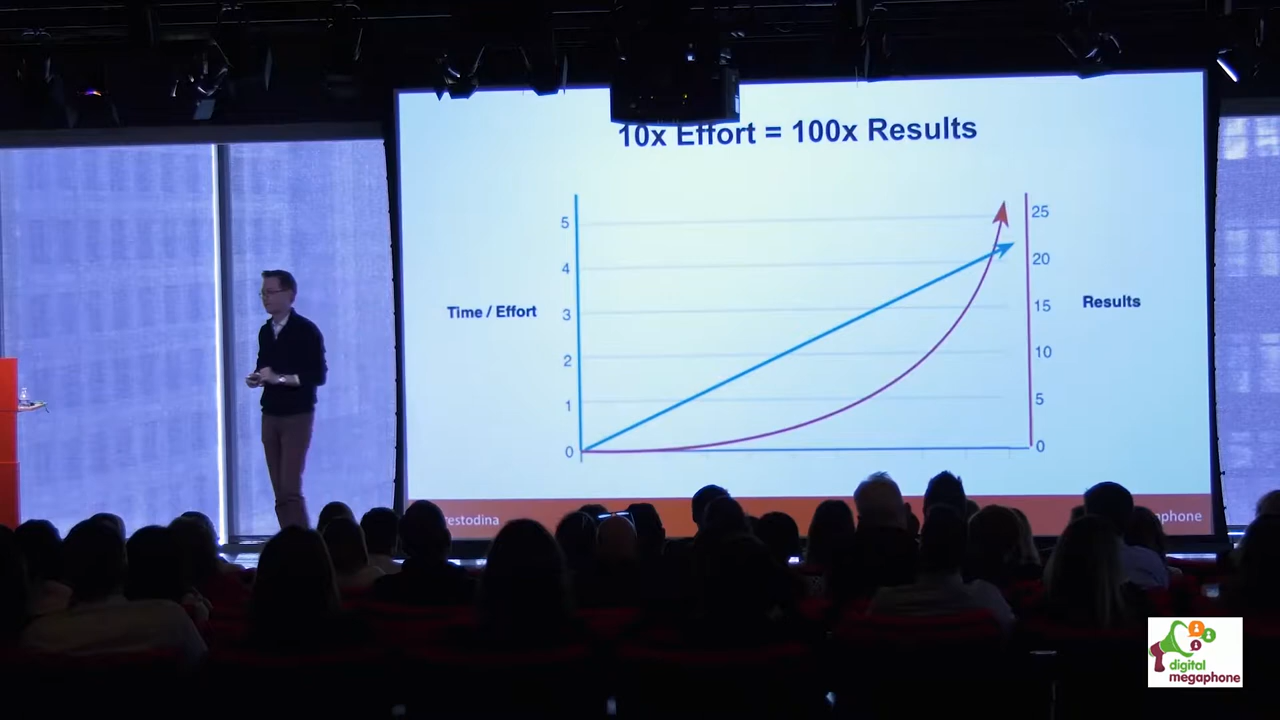 10x Effort = 100x Results
5
4
3
2
1
0
Time / Effort
25
20
15
10
5
0
Results
estodina
phone
digital
megaphone